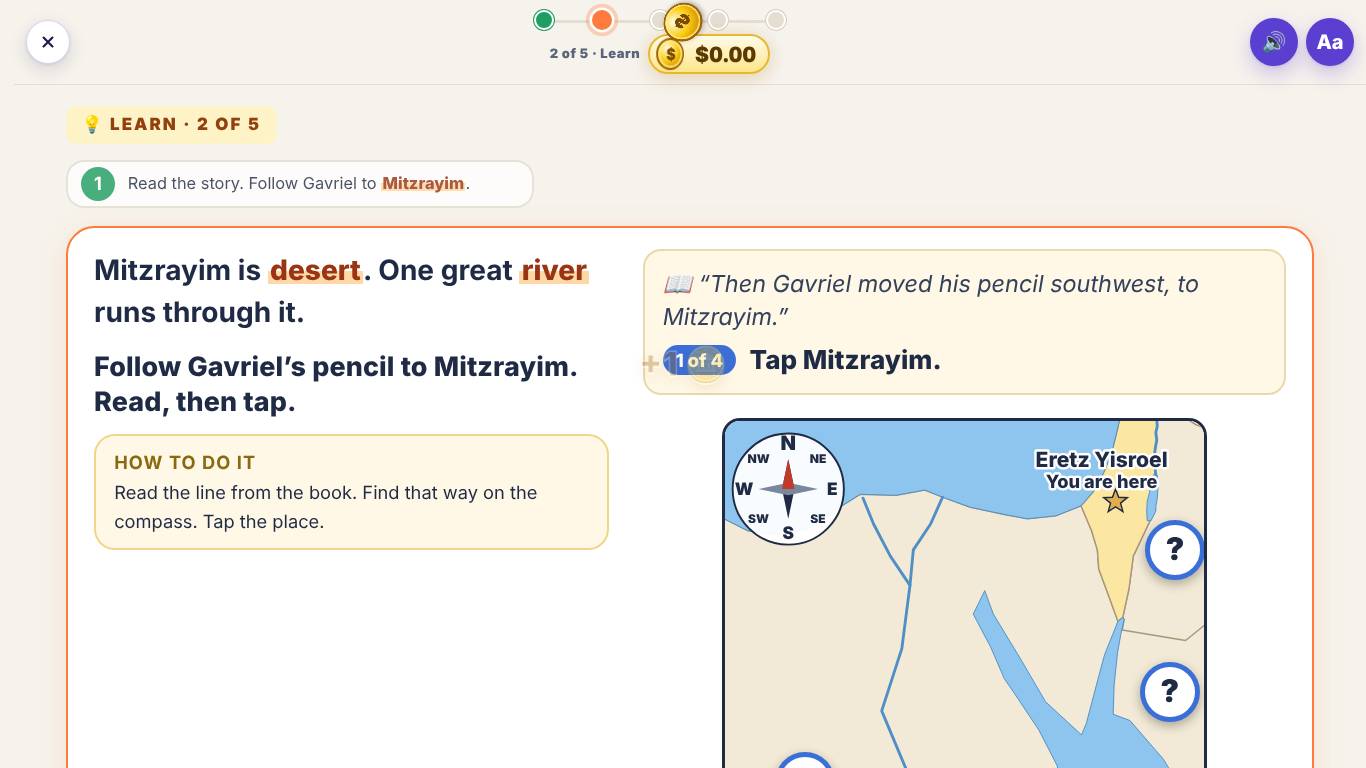 2 of 5 · Learn
$ $0.00
Aa
💡 LEARN · 2 OF 5
1 Read the story. Follow Gavriel to Mitzrayim.
Mitzrayim is desert. One great river
runs through it.
Follow Gavriel’s pencil to Mitzrayim.
Read, then tap.
HOW TO DO IT
Read the line from the book. Find that way on the
compass. Tap the place.
📖 “Then Gavriel moved his pencil southwest, to
Mitzrayim.”
1 of 4 Tap Mitzrayim.
N
NW NE
W E
SW SE
S
Eretz Yisroel
You are here
?
?